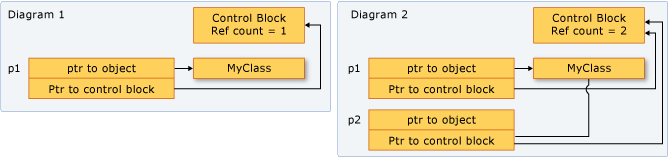 Diagram 1
Control Block
Ref count = 1
p1
ptr to object
MyClass
Ptr to control block
Diagram 2
Control Block
Ref count = 2
p1
ptr to object
MyClass
Ptr to control block
p2
ptr to object
Ptr to control block